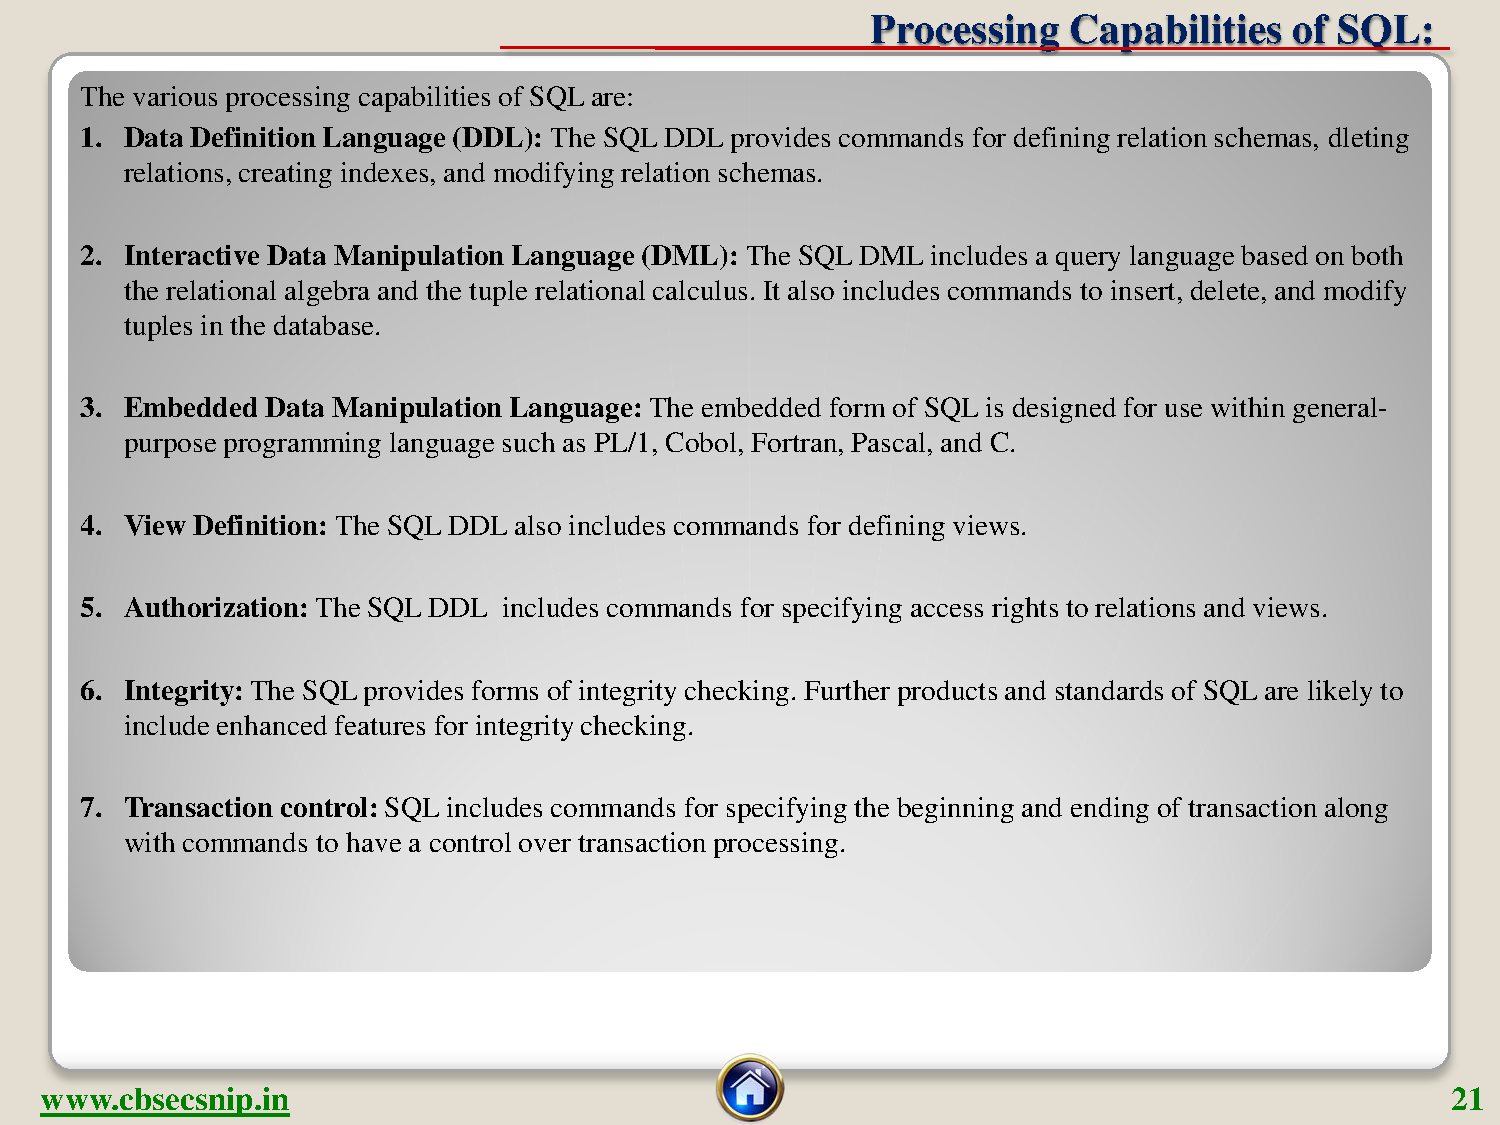 Processing Capabilities of SQL:
The various processing capabilities of SQL are:
1. Data Definition Language (DDL): The SQL DDL provides commands for defining relation schemas, dleting
relations, creating indexes, and modifying relation schemas.
2. Interactive Data Manipulation Language (DML): The SQL DML includes a query language based on both
the relational algebra and the tuple relational calculus. It also includes commands to insert, delete, and modify
tuples in the database.
3. Embedded Data Manipulation Language: The embedded form of SQL is designed for use within general-
purpose programming language such as PL/1, Cobol, Fortran, Pascal, and C.
4. View Definition: The SQL DDL also includes commands for defining views.
5. Authorization: The SQL DDL includes commands for specifying access rights to relations and views.
6. Integrity: The SQL provides forms of integrity checking. Further products and standards of SQL are likely to
include enhanced features for integrity checking.
7. Transaction control: SQL includes commands for specifying the beginning and ending of transaction along
with commands to have a control over transaction processing.
www.cbsecsnip.in
21